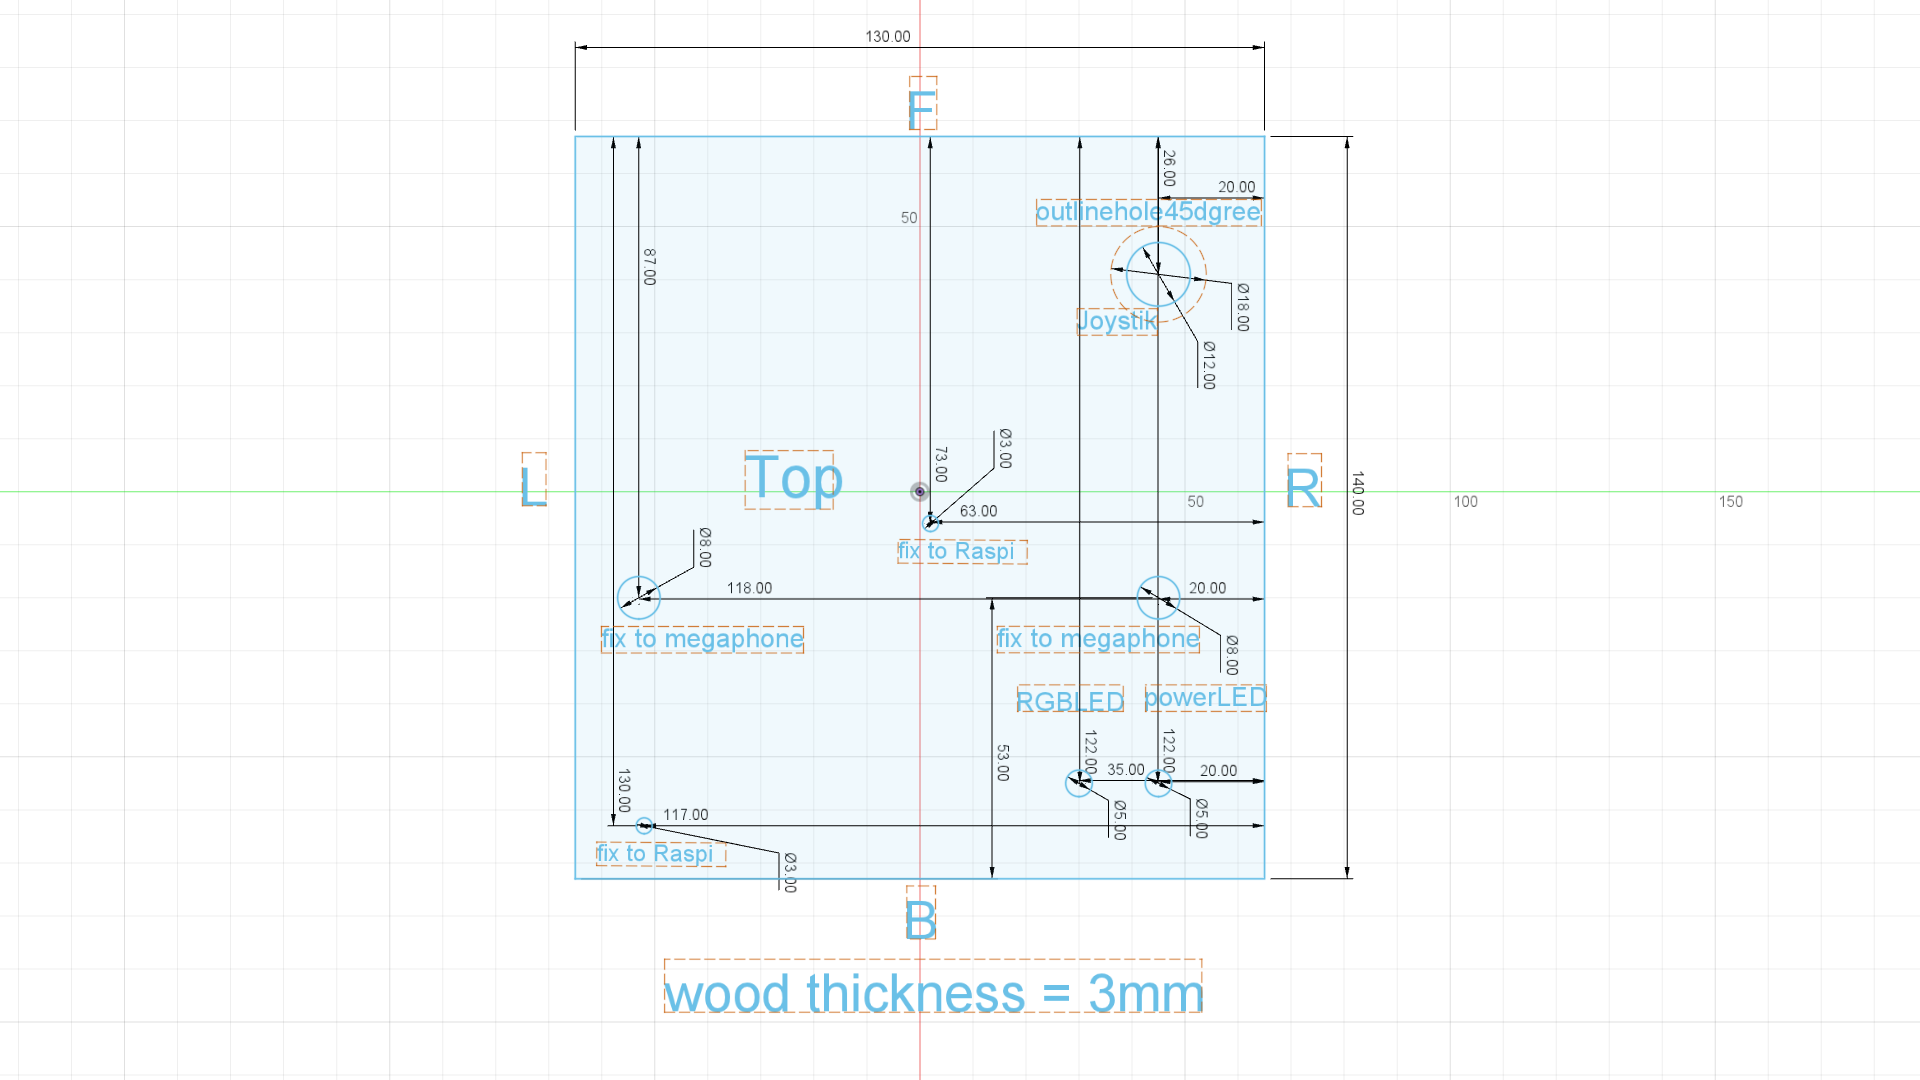 130.00
F
26.00
20.00
50
outlinehole45dgree
87.00
Ø18.00
Joystik
Ø12.00
Ø3.00
73.00
L
Top
R
140.00
50
100
150
63.00
fix to Raspi
Ø8.00
118.00
20.00
fix to megaphone
fix to megaphone
Ø8.00
RGBLED
powerLED
122.00
122.00
53.00
35.00
20.00
130.00
117.00
Ø5.00
Ø5.00
fix to Raspi
Ø3.00
B
wood thickness = 3mm